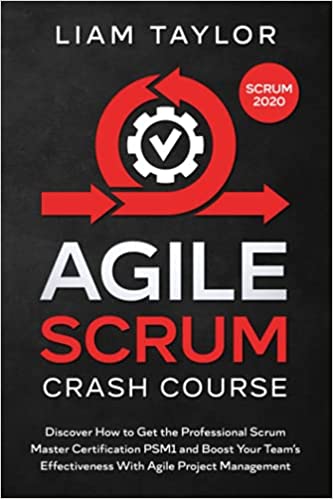 LIAM TAYLOR
SCRUM
2020
AGILE
SCRUM
CRASH COURSE
Discover How to Get the Professional Scrum
Master Certification PSM1 and Boost Your Team's
Effectiveness With Agile Project Management